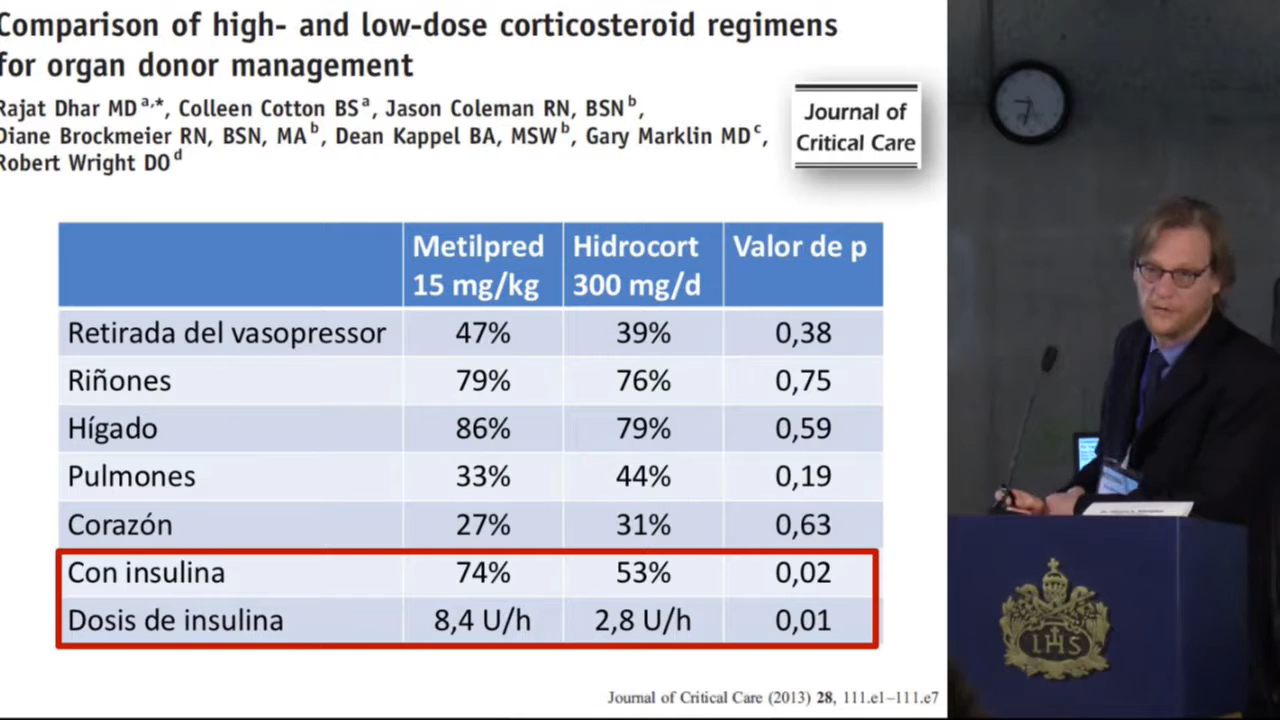 Comparison of high- and low-dose corticosteroid regimens
for organ donor management
Rajat Dhar MD a,*, Colleen Cotton BS a, Jason Coleman RN, BSN b,
Diane Brockmeier RN, BSN, MA b, Dean Kappel BA, MSW b, Gary Marklin MD c,
Robert Wright DO d
Journal of
Critical Care
Metilpred 15 mg/kg Hidrocort 300 mg/d Valor de p
Retirada del vasopressor 47% 39% 0,38
Riñones 79% 76% 0,75
Hígado 86% 79% 0,59
Pulmones 33% 44% 0,19
Corazón 27% 31% 0,63
Con insulina 74% 53% 0,02
Dosis de insulina 8,4 U/h 2,8 U/h 0,01
Journal of Critical Care (2013) 28, 111.e1–111.e7
IHS